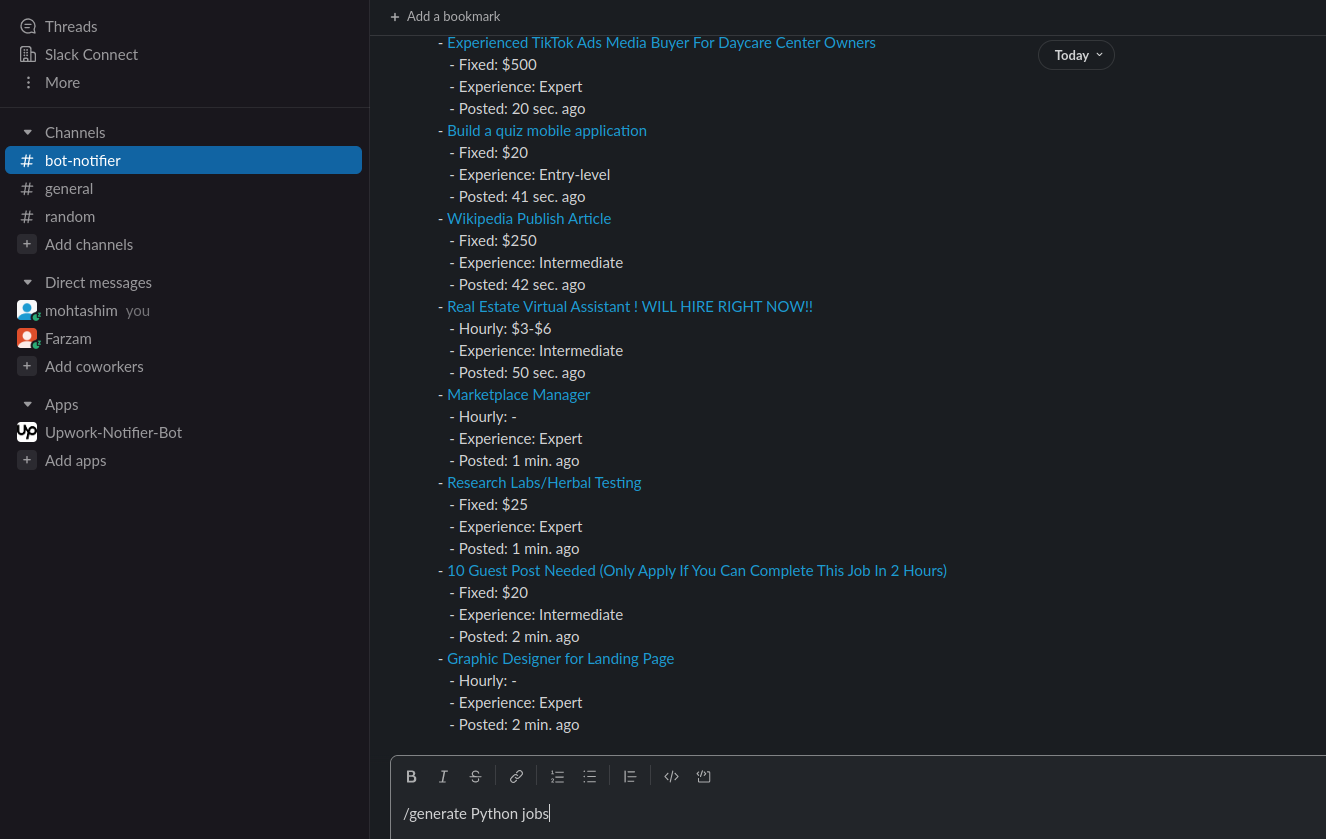 Threads
Slack Connect
More
Channels
# bot-notifier
# general
# random
+ Add channels
Direct messages
mohtashim you
Farzam
+ Add coworkers
Apps
up Upwork-Notifier-Bot
+ Add apps
+ Add a bookmark
Today
- Experienced TikTok Ads Media Buyer For Daycare Center Owners
- Fixed: $500
- Experience: Expert
- Posted: 20 sec. ago
- Build a quiz mobile application
- Fixed: $20
- Experience: Entry-level
- Posted: 41 sec. ago
- Wikipedia Publish Article
- Fixed: $250
- Experience: Intermediate
- Posted: 42 sec. ago
- Real Estate Virtual Assistant ! WILL HIRE RIGHT NOW!!
- Hourly: $3-$6
- Experience: Intermediate
- Posted: 50 sec. ago
- Marketplace Manager
- Hourly: -
- Experience: Expert
- Posted: 1 min. ago
- Research Labs/Herbal Testing
- Fixed: $25
- Experience: Expert
- Posted: 1 min. ago
- 10 Guest Post Needed (Only Apply If You Can Complete This Job In 2 Hours)
- Fixed: $20
- Experience: Intermediate
- Posted: 2 min. ago
- Graphic Designer for Landing Page
- Hourly: -
- Experience: Expert
- Posted: 2 min. ago
B I S
/generate Python jobs